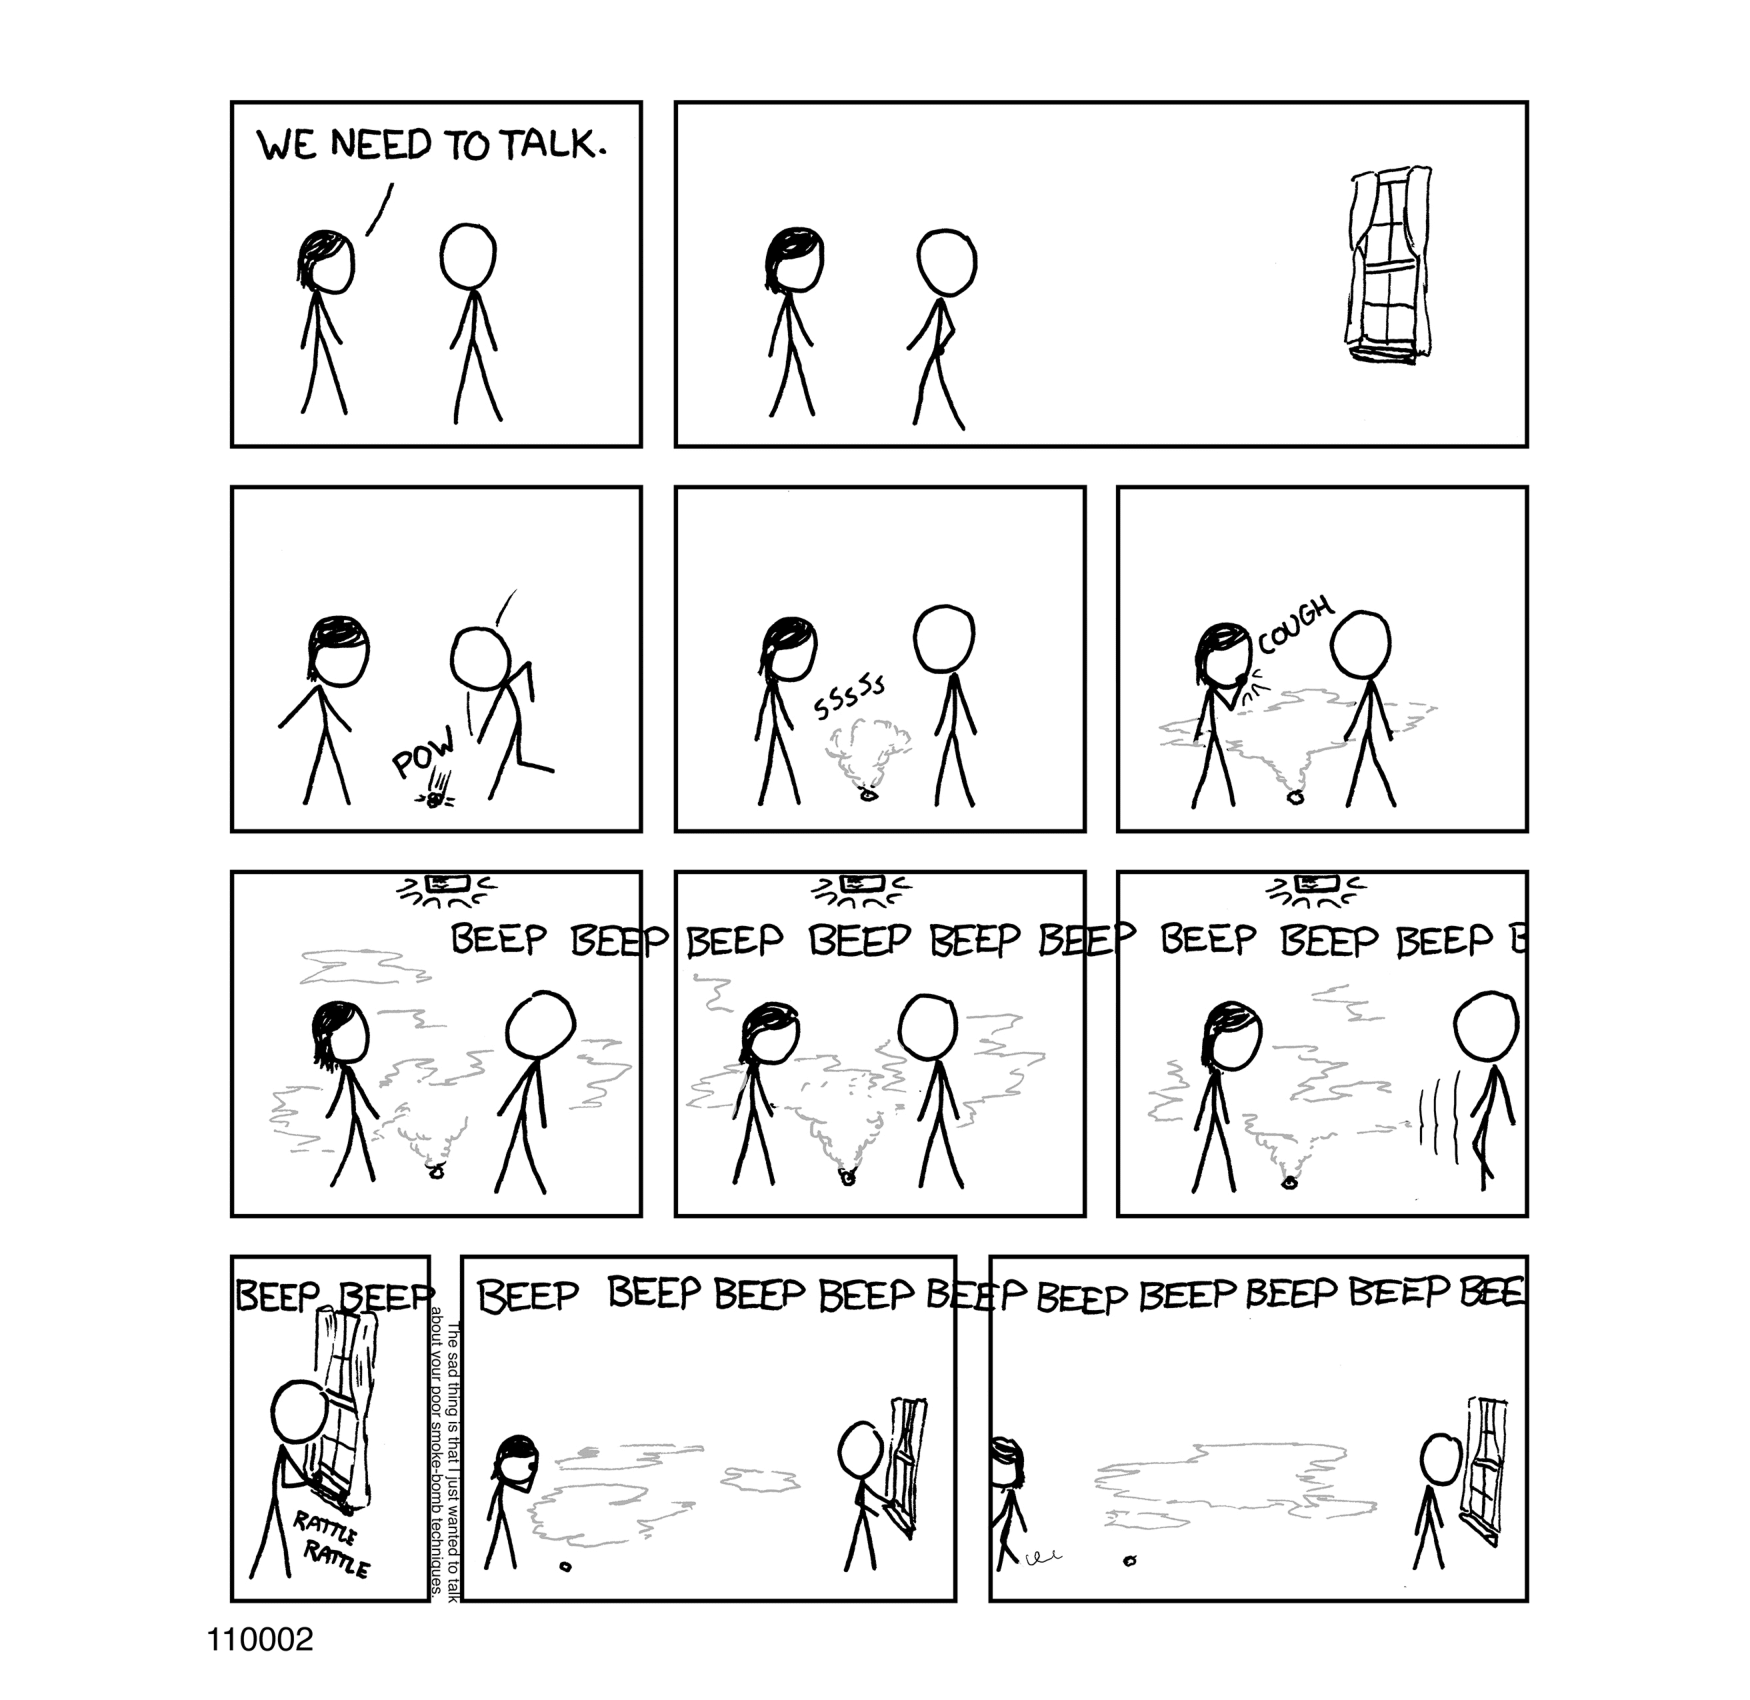 WE NEED TO TALK.
POW
SSSSS
COUGH
BEEP BEEP BEEP BEEP BEEP BEEP BEEP BEEP BEEP B
BEEP BEEP BEEP BEEP BEEP BEEP BEEP BEEP BEEP BEEP BEEP BEE
RATTLE
RATTLE
The sad thing is that I just wanted to talk
about your poor smoke-bomb techniques.
110002